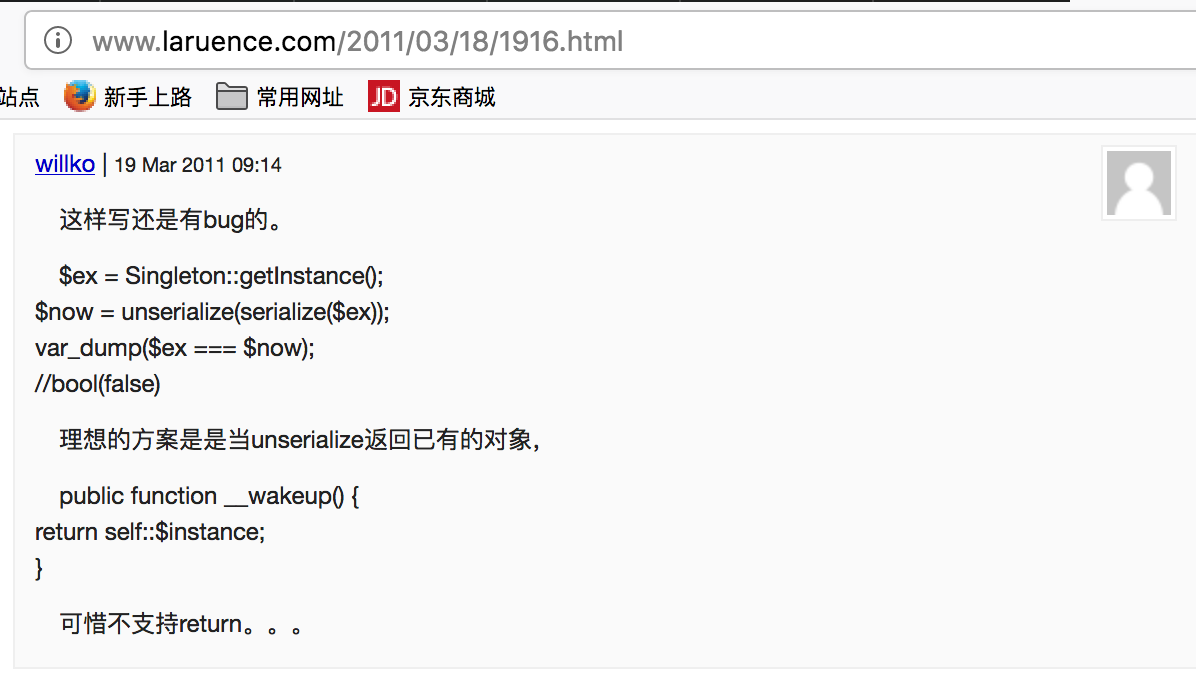 www.laruence.com/2011/03/18/1916.html
站点 新手上路 常用网址 JD 京东商城
willko | 19 Mar 2011 09:14
这样写还是有bug的。
$ex = Singleton::getInstance();
$now = unserialize(serialize($ex));
var_dump($ex === $now);
//bool(false)
理想的方案是是当unserialize返回已有的对象，
public function __wakeup() {
return self::$instance;
}
可惜不支持return。。。